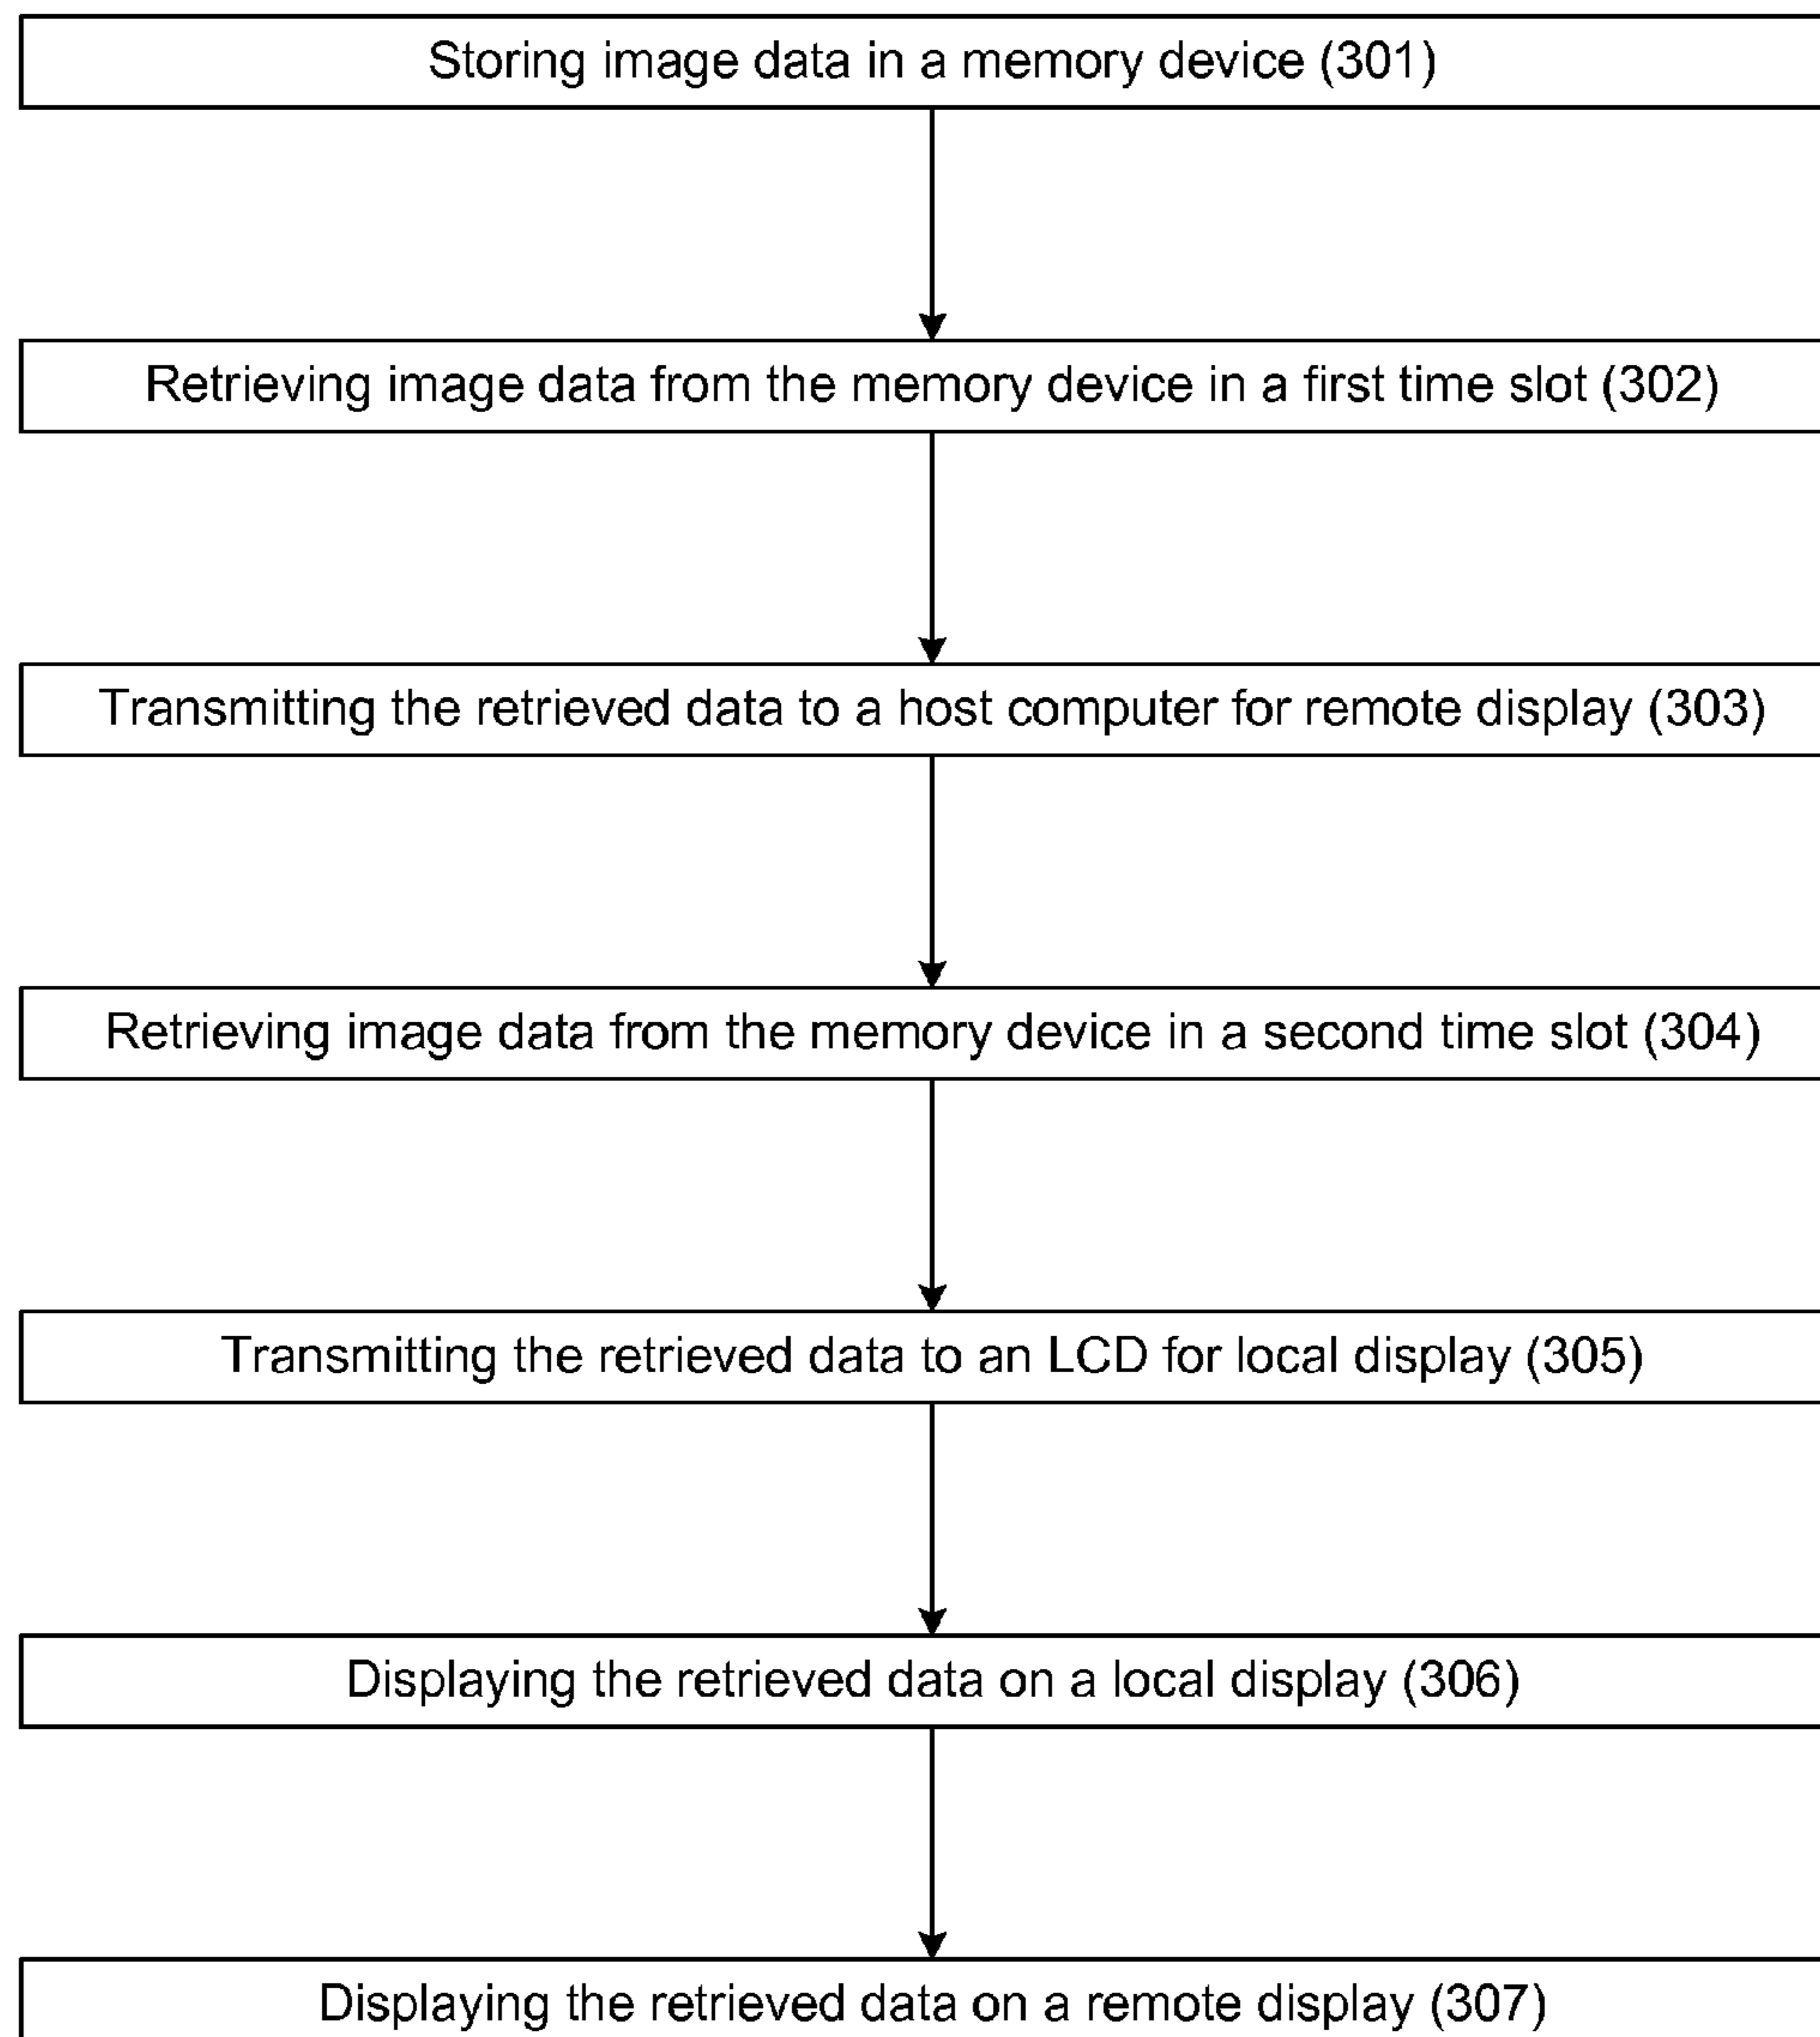 Storing image data in a memory device (301)
Retrieving image data from the memory device in a first time slot (302)
Transmitting the retrieved data to a host computer for remote display (303)
Retrieving image data from the memory device in a second time slot (304)
Transmitting the retrieved data to an LCD for local display (305)
Displaying the retrieved data on a local display (306)
Displaying the retrieved data on a remote display (307)